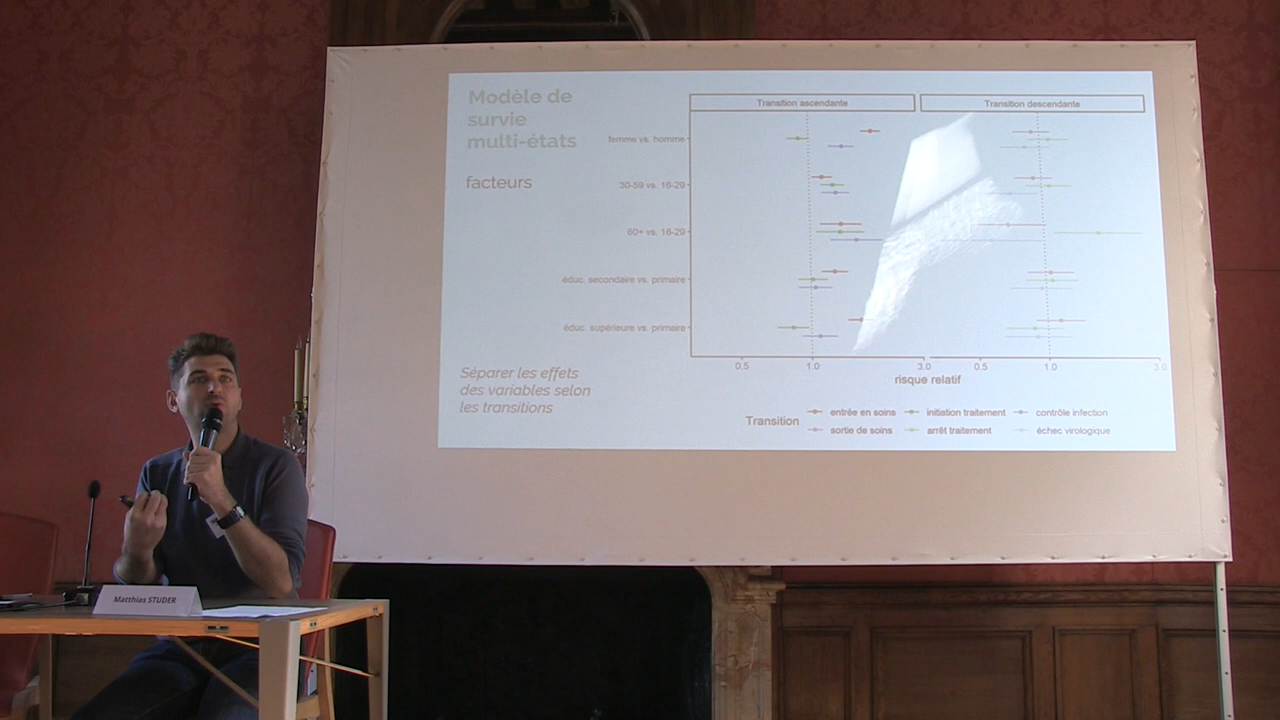 Modèle de
survie
multi-états
facteurs
Séparer les effets
des variables selon
les transitions
Transition ascendante
Transition descendante
femme vs. homme
30-59 vs. 16-29
60+ vs. 16-29
éduc. secondaire vs. primaire
éduc. supérieure vs. primaire
0.5 1.0 3.0 0.5 1.0 3.0
risque relatif
Transition
entrée en soins initiation traitement contrôle infection
sortie de soins arrêt traitement échec virologique
Matthias STUDER